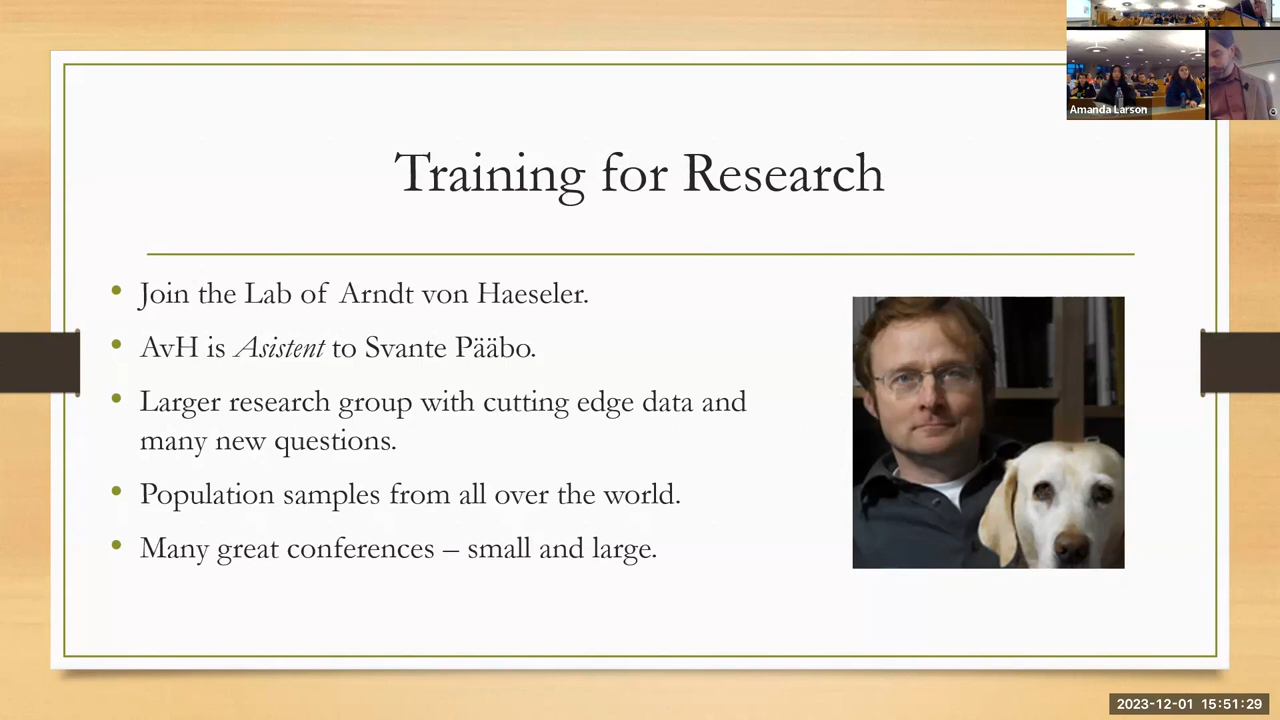 Amanda Larson
Training for Research
• Join the Lab of Arndt von Haeseler.
• AvH is Asistent to Svante Pääbo.
• Larger research group with cutting edge data and
many new questions.
• Population samples from all over the world.
• Many great conferences – small and large.
2023-12-01 15:51:29